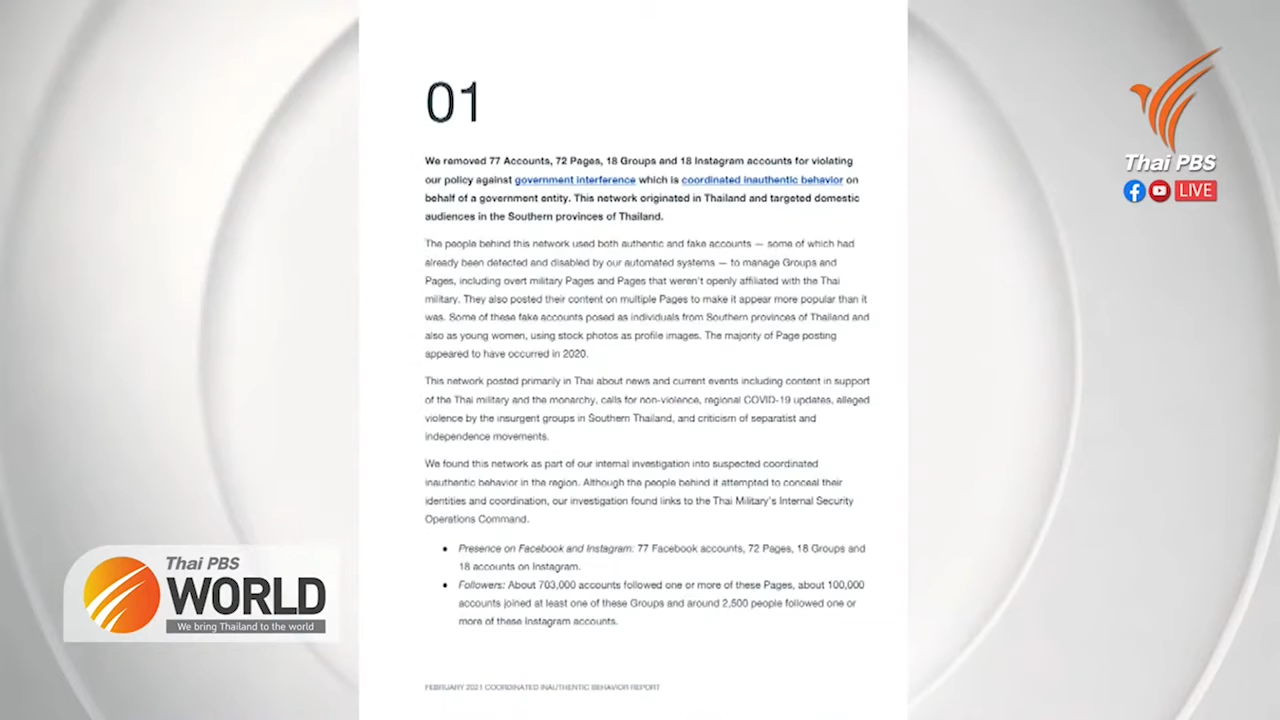 01
We removed 77 Accounts, 72 Pages, 18 Groups and 18 Instagram accounts for violating
our policy against government interference which is coordinated inauthentic behavior on
behalf of a government entity. This network originated in Thailand and targeted domestic
audiences in the Southern provinces of Thailand.
The people behind this network used both authentic and fake accounts — some of which had
already been detected and disabled by our automated systems — to manage Groups and
Pages, including overt military Pages and Pages that weren't openly affiliated with the Thai
military. They also posted their content on multiple Pages to make it appear more popular than it
was. Some of these fake accounts posed as individuals from Southern provinces of Thailand and
also as young women, using stock photos as profile images. The majority of Page posting
appeared to have occurred in 2020.
This network posted primarily in Thai about news and current events including content in support
of the Thai military and the monarchy, calls for non-violence, regional COVID-19 updates, alleged
violence by the insurgent groups in Southern Thailand, and criticism of separatist and
independence movements.
We found this network as part of our internal investigation into suspected coordinated
inauthentic behavior in the region. Although the people behind it attempted to conceal their
identities and coordination, our investigation found links to the Thai Military's Internal Security
Operations Command.
• Presence on Facebook and Instagram: 77 Facebook accounts, 72 Pages, 18 Groups and
18 accounts on Instagram.
• Followers: About 703,000 accounts followed one or more of these Pages, about 100,000
accounts joined at least one of these Groups and around 2,500 people followed one or
more of these Instagram accounts.
FEBRUARY 2021 COORDINATED INAUTHENTIC BEHAVIOR REPORT
Thai PBS
LIVE
Thai PBS
WORLD
We bring Thailand to the world